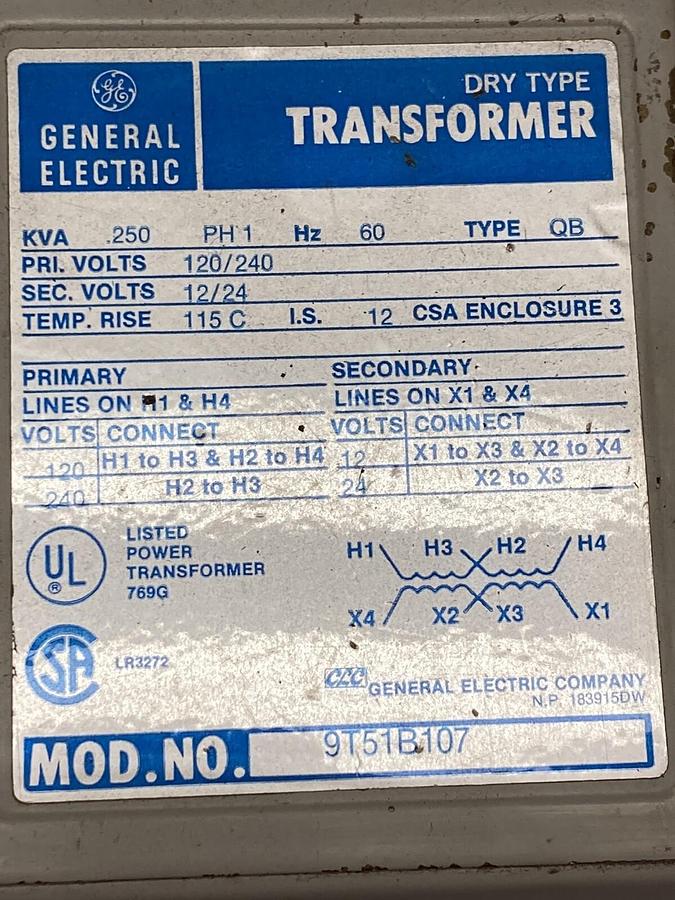 GE
GENERAL
ELECTRIC
DRY TYPE
TRANSFORMER
KVA .250 PH 1 Hz 60 TYPE QB
PRI. VOLTS 120/240
SEC. VOLTS 12/24
TEMP. RISE 115 C I.S. 12 CSA ENCLOSURE 3
PRIMARY
LINES ON H1 & H4
VOLTS CONNECT
120 H1 to H3 & H2 to H4
240 H2 to H3
SECONDARY
LINES ON X1 & X4
VOLTS CONNECT
12 X1 to X3 & X2 to X4
24 X2 to X3
UL
®
LISTED
POWER
TRANSFORMER
769G
H1 H3 H2 H4
X4 X2 X3 X1
SA
LR3272
CLC GENERAL ELECTRIC COMPANY
N.P. 183915DW
MOD.NO. 9T51B107